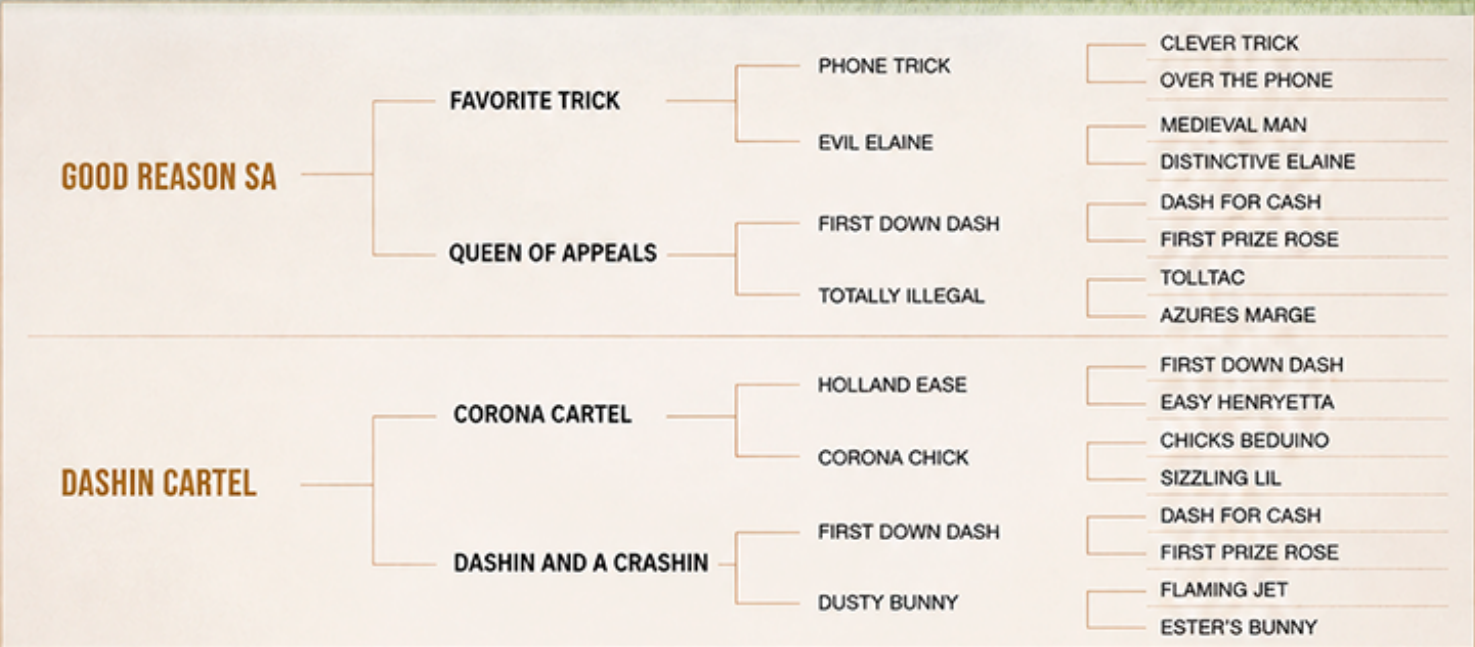 GOOD REASON SA
FAVORITE TRICK
PHONE TRICK
CLEVER TRICK
OVER THE PHONE
EVIL ELAINE
MEDIEVAL MAN
DISTINCTIVE ELAINE
QUEEN OF APPEALS
FIRST DOWN DASH
DASH FOR CASH
FIRST PRIZE ROSE
TOTALLY ILLEGAL
TOLLTAC
AZURES MARGE
DASHIN CARTEL
CORONA CARTEL
HOLLAND EASE
FIRST DOWN DASH
EASY HENRYETTA
CORONA CHICK
CHICKS BEDUINO
SIZZLING LIL
DASHIN AND A CRASHIN
FIRST DOWN DASH
DASH FOR CASH
FIRST PRIZE ROSE
DUSTY BUNNY
FLAMING JET
ESTER'S BUNNY